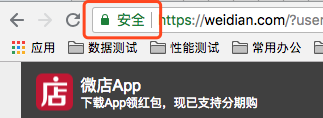 安全 https://weidian.com/?use
应用 数据测试 性能测试 常用办公
店 微店App
下载App领红包，现已支持分期购